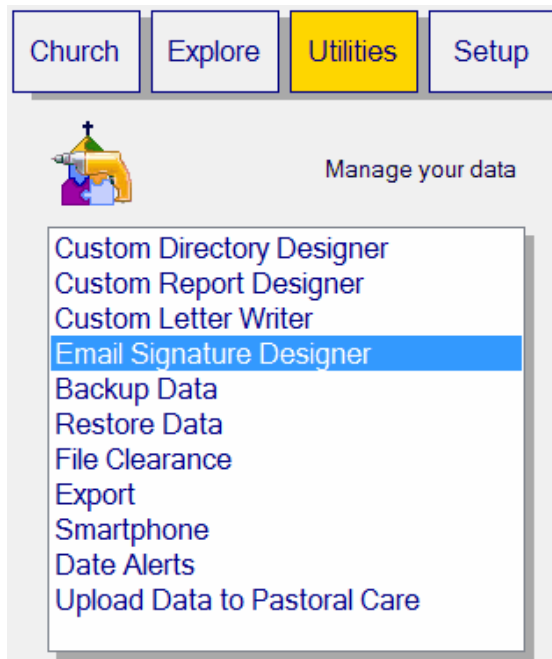 Church Explore Utilities Setup
Manage your data
Custom Directory Designer
Custom Report Designer
Custom Letter Writer
Email Signature Designer
Backup Data
Restore Data
File Clearance
Export
Smartphone
Date Alerts
Upload Data to Pastoral Care